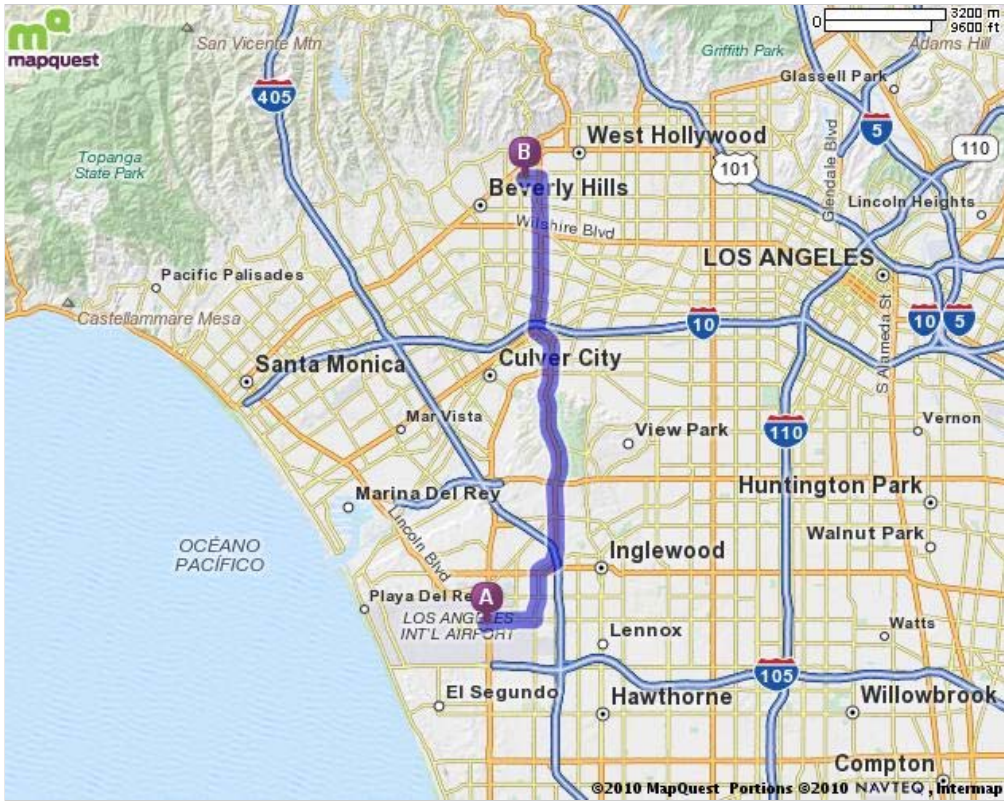 mapquest
San Vicente Mtn
405
Topanga
State Park
Griffith Park
0
3200 m
9600 ft
Adams Hill
Glassell Park
5
110
West Hollywood
101
Glendale Blvd
B
Beverly Hills
Lincoln Heights
Wilshire Blvd
LOS ANGELES
Pacific Palisades
Castellammare Mesa
10
10
5
S Alameda St
Santa Monica
Culver City
Mar Vista
View Park
110
Vernon
Marina Del Rey
Huntington Park
Lincoln Blvd
Walnut Park
OCÉANO
PACÍFICO
Inglewood
Playa Del Re
A
LOS ANGELES
INT'L AIRPORT
Lennox
Watts
105
El Segundo
Hawthorne
Willowbrook
Compton
©2010 MapQuest Portions ©2010 NAVTEQ, Intermap